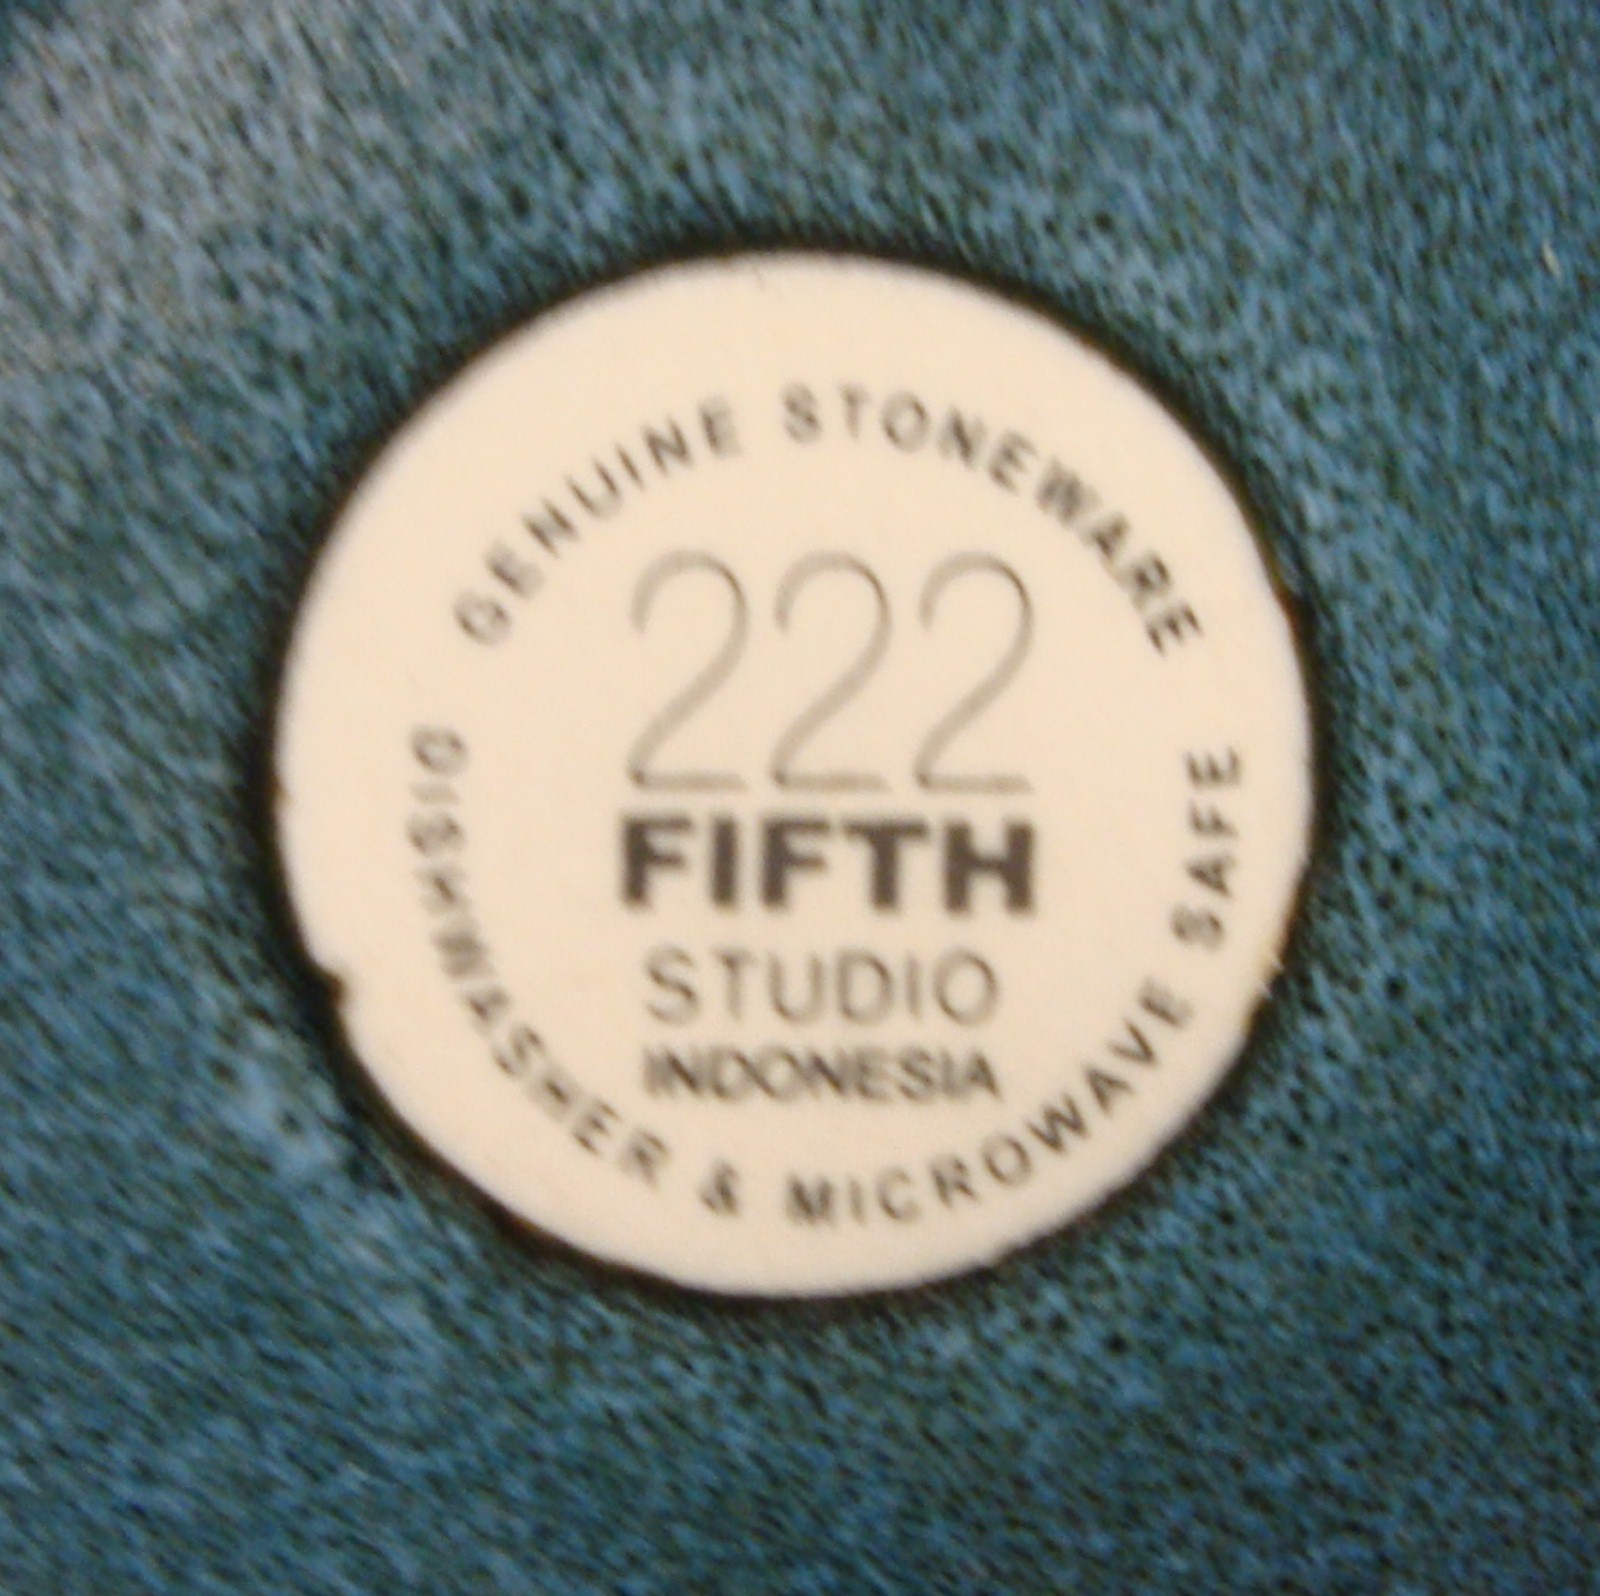 GENUINE STONEWARE
222
FIFTH
STUDIO
INDONESIA
DISHWASHER & MICROWAVE SAFE